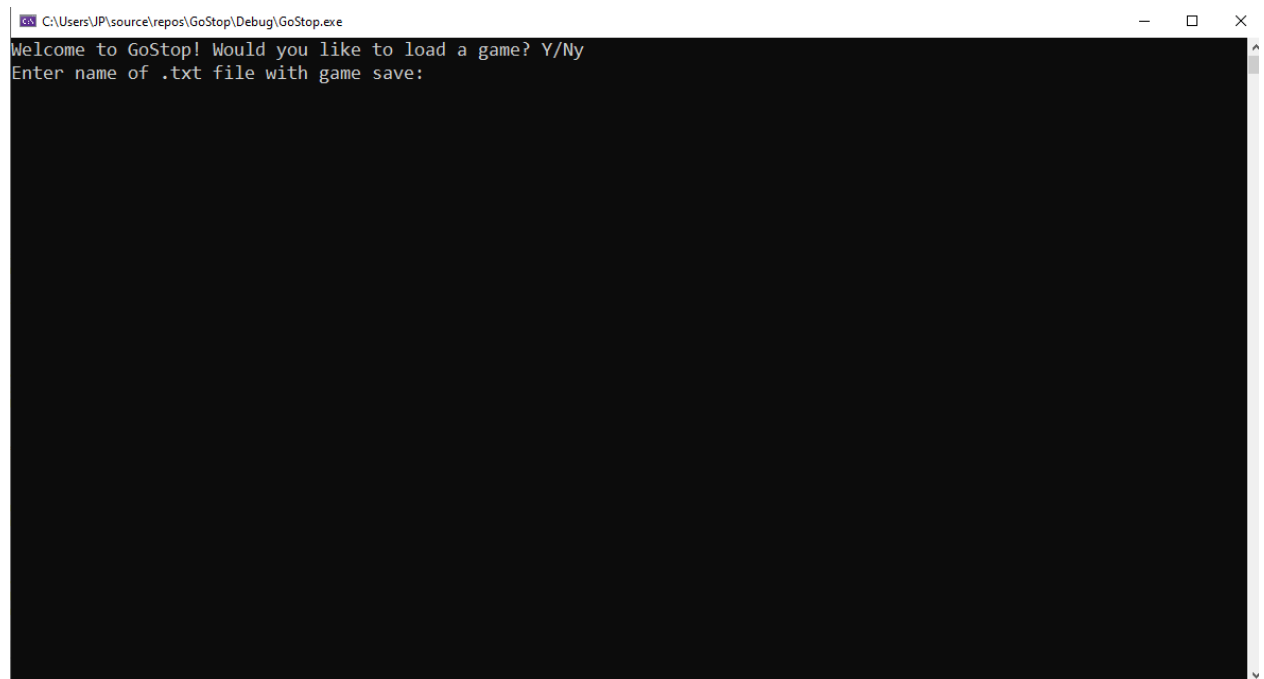 C:\Users\JP\source\repos\GoStop\Debug\GoStop.exe
Welcome to GoStop! Would you like to load a game? Y/Ny
Enter name of .txt file with game save: